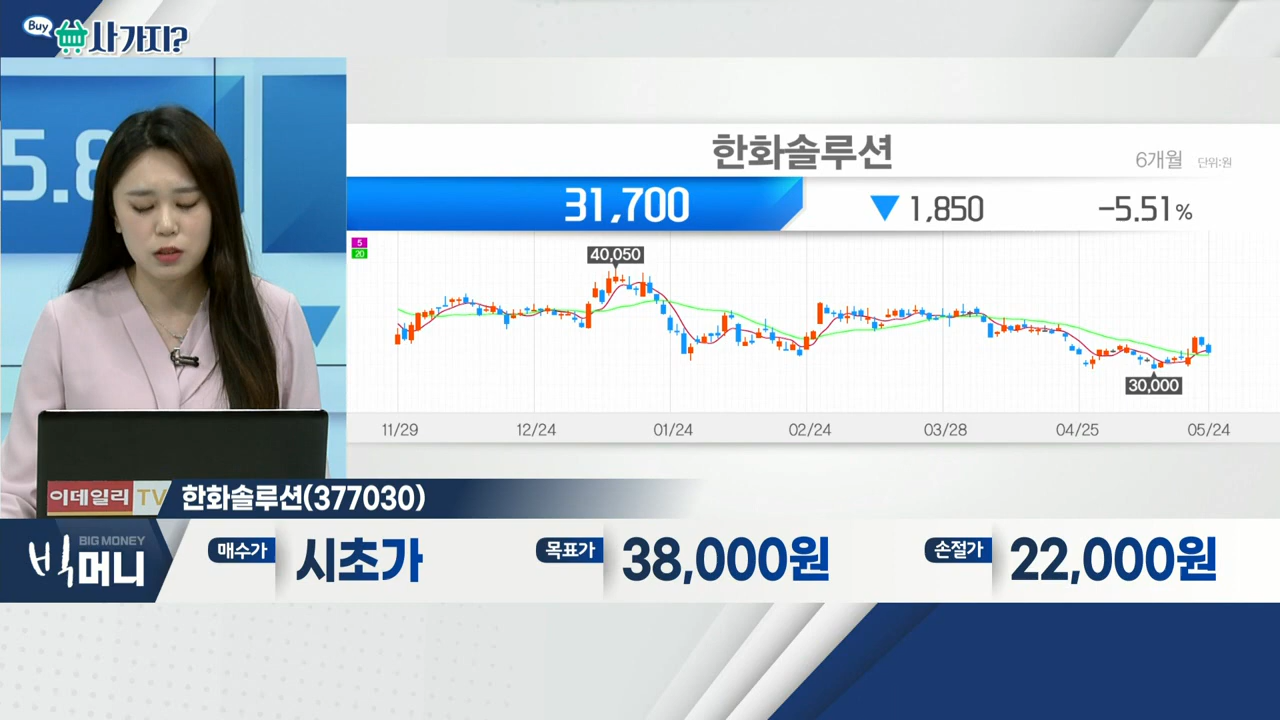 Buy
사가지?
5.8
한화솔루션
6개월 단위:원
31,700 ▼ 1,850 -5.51%
5
20
40,050
30,000
11/29 12/24 01/24 02/24 03/28 04/25 05/24
이데일리TV 한화솔루션(377030)
BIG MONEY
빅머니
매수가 시초가 목표가 38,000원 손절가 22,000원